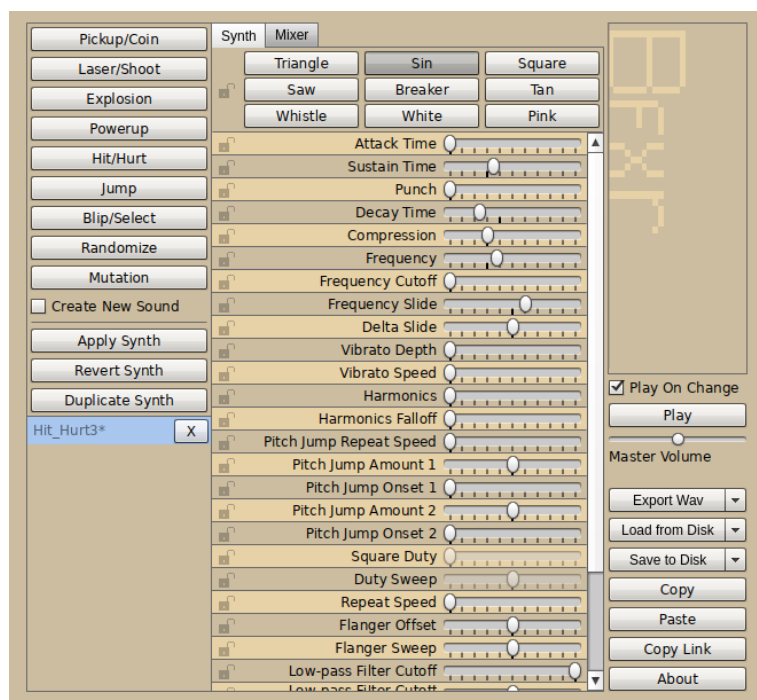 Pickup/Coin
Laser/Shoot
Explosion
Powerup
Hit/Hurt
Jump
Blip/Select
Randomize
Mutation
Create New Sound
Apply Synth
Revert Synth
Duplicate Synth
Hit_Hurt3* X
Synth Mixer
Triangle Sin Square
Saw Breaker Tan
Whistle White Pink
Attack Time
Sustain Time
Punch
Decay Time
Compression
Frequency
Frequency Cutoff
Frequency Slide
Delta Slide
Vibrato Depth
Vibrato Speed
Harmonics
Harmonics Falloff
Pitch Jump Repeat Speed
Pitch Jump Amount 1
Pitch Jump Onset 1
Pitch Jump Amount 2
Pitch Jump Onset 2
Square Duty
Duty Sweep
Repeat Speed
Flanger Offset
Flanger Sweep
Low-pass Filter Cutoff
Low-pass Filter Cutoff
Bfxr
Play On Change
Play
Master Volume
Export Wav
Load from Disk
Save to Disk
Copy
Paste
Copy Link
About